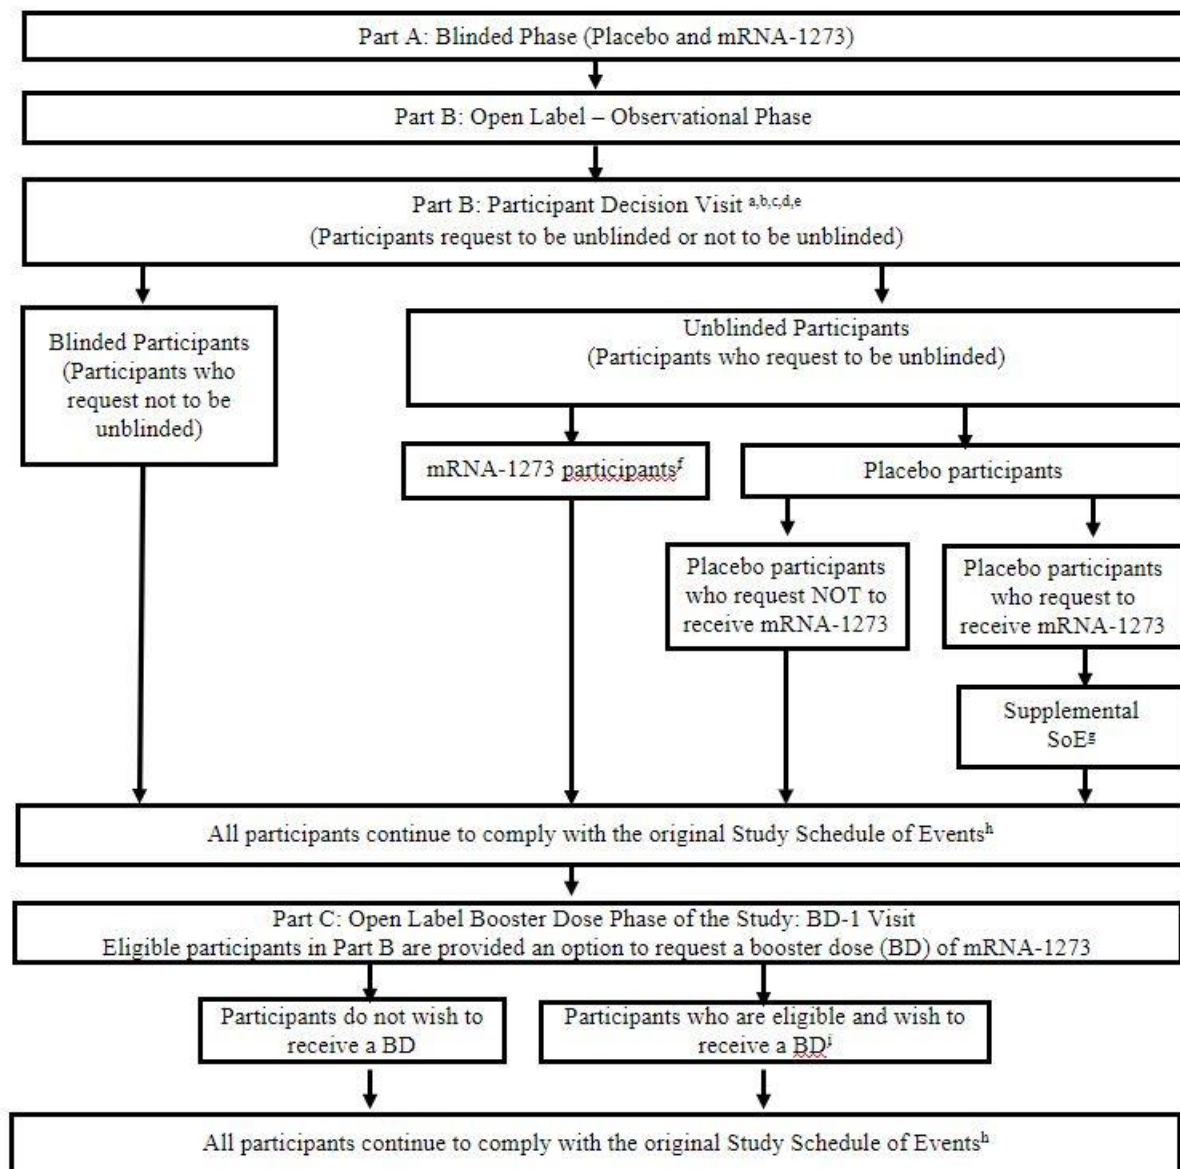 Part A: Blinded Phase (Placebo and mRNA-1273)
Part B: Open Label – Observational Phase
Part B: Participant Decision Visit a,b,c,d,e
(Participants request to be unblinded or not to be unblinded)
Blinded Participants
(Participants who
request not to be
unblinded)
Unblinded Participants
(Participants who request to be unblinded)
mRNA-1273 participantsf
Placebo participants
Placebo participants
who request NOT to
receive mRNA-1273
Placebo participants
who request to
receive mRNA-1273
Supplemental
SoEg
All participants continue to comply with the original Study Schedule of Eventsh
Part C: Open Label Booster Dose Phase of the Study: BD-1 Visit
Eligible participants in Part B are provided an option to request a booster dose (BD) of mRNA-1273
Participants do not wish to
receive a BD
Participants who are eligible and wish to
receive a BDi
All participants continue to comply with the original Study Schedule of Eventsh